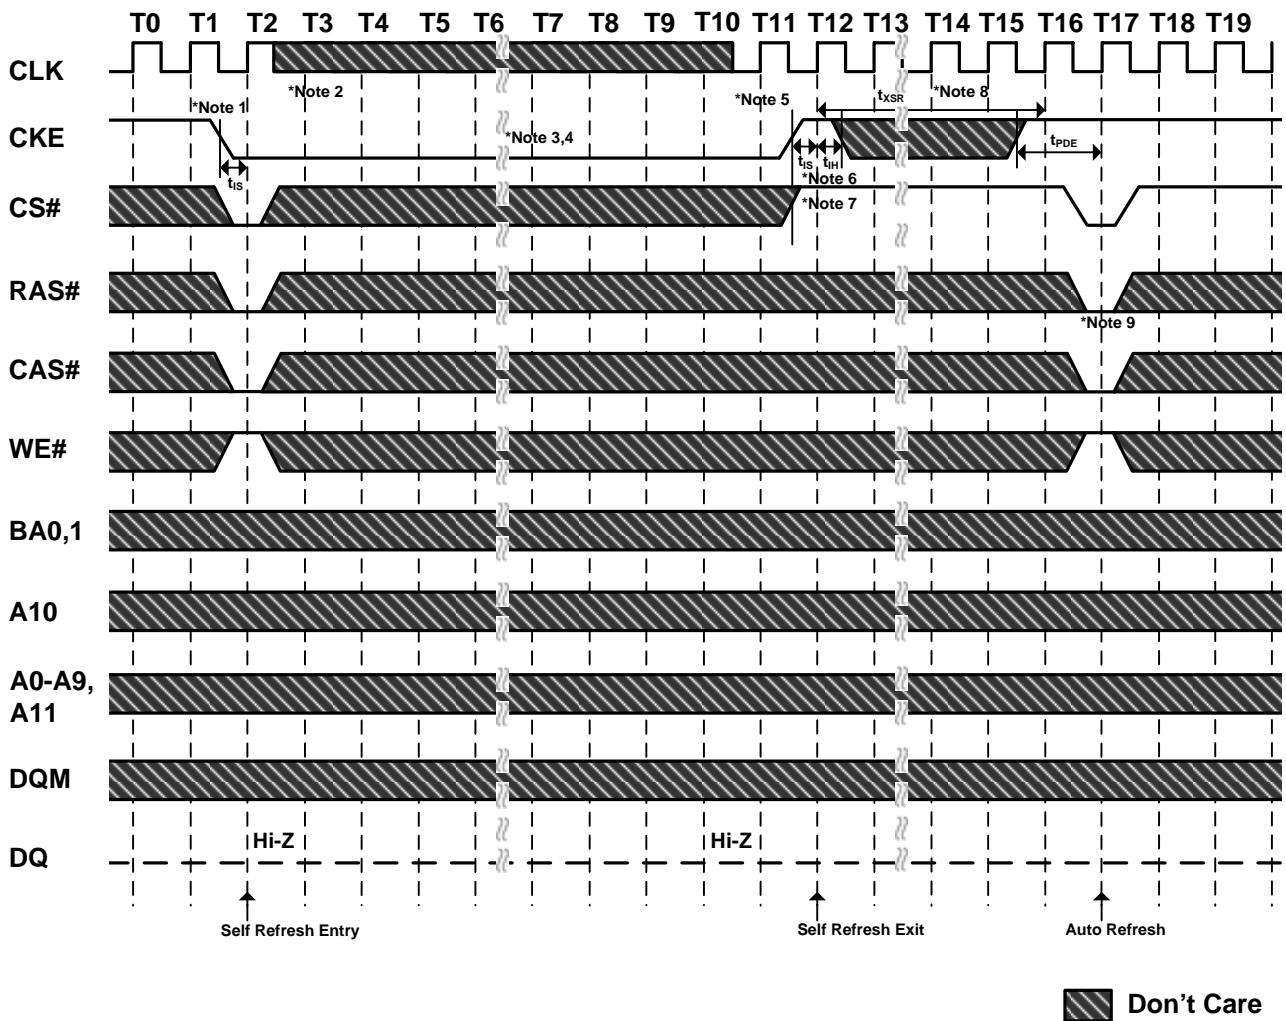 T0 T1 T2 T3 T4 T5 T6 T7 T8 T9 T10 T11 T12 T13 T14 T15 T16 T17 T18 T19
CLK
*Note 1 *Note 2 *Note 5 tXSR *Note 8
CKE
*Note 3,4
tIS tIS tIH tPDE
*Note 6
CS#
*Note 7
RAS#
*Note 9
CAS#
WE#
BA0,1
A10
A0-A9,
A11
DQM
Hi-Z Hi-Z
DQ
Self Refresh Entry Self Refresh Exit Auto Refresh
Don't Care